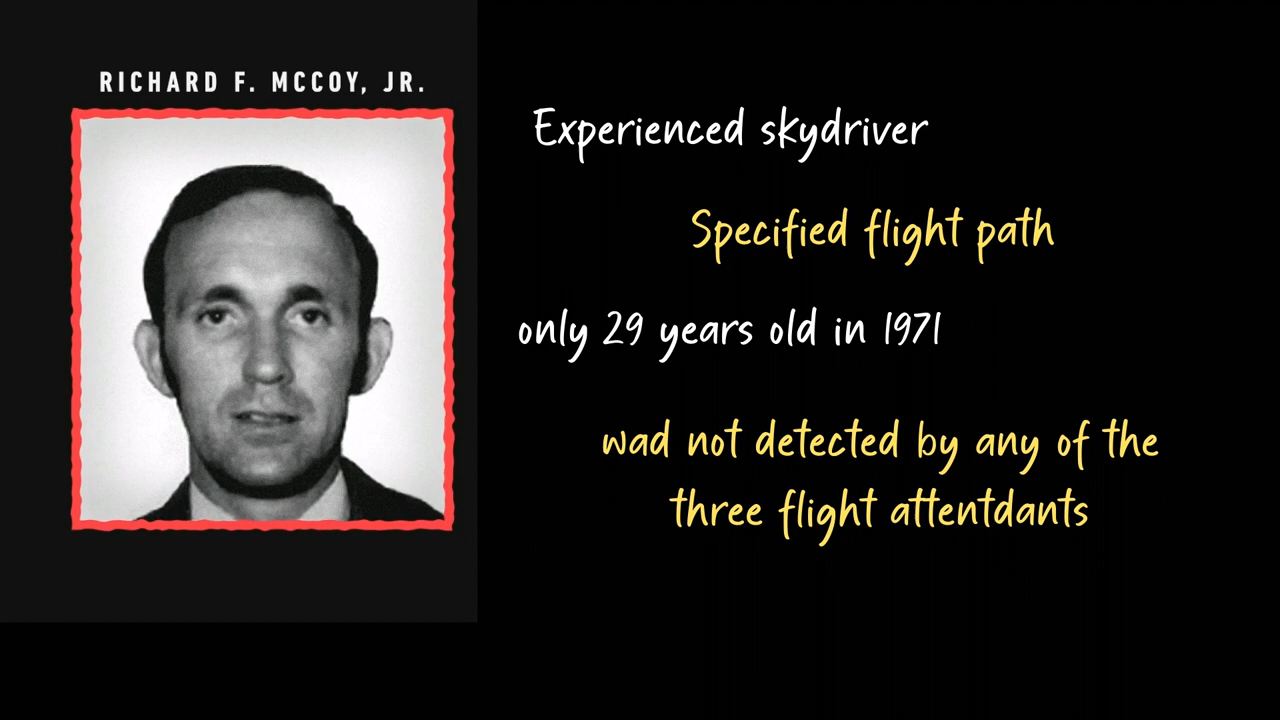 RICHARD F. MCCOY, JR.
Experienced skydriver
Specified flight path
only 29 years old in 1971
wad not detected by any of the
three flight attentdants